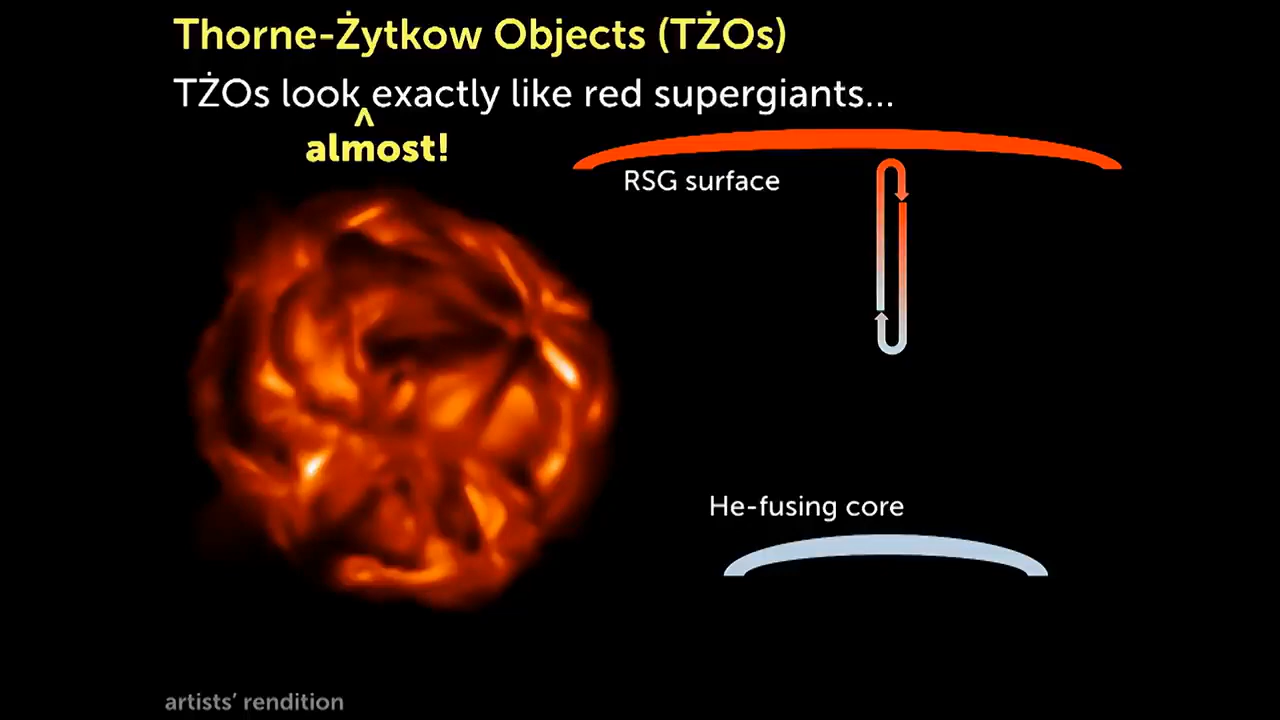 Thorne-Żytkow Objects (TŻOs)
TŻOs look exactly like red supergiants...
^
almost!
RSG surface
He-fusing core
artists’ rendition